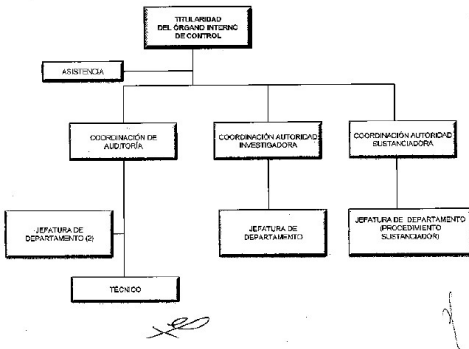 TITULARIDAD
DEL ÓRGANO INTERNO
DE CONTROL
ASISTENCIA
COORDINACIÓN DE
AUDITORÍA
COORDINACIÓN AUTORIDAD
INVESTIGADORA
COORDINACIÓN AUTORIDAD
SUSTANCIADORA
JEFATURA DE
DEPARTAMENTO (2)
JEFATURA DE
DEPARTAMENTO
JEFATURA DE DEPARTAMENTO
(PROCEDIMIENTO
SUSTANCIADOR)
TÉCNICO